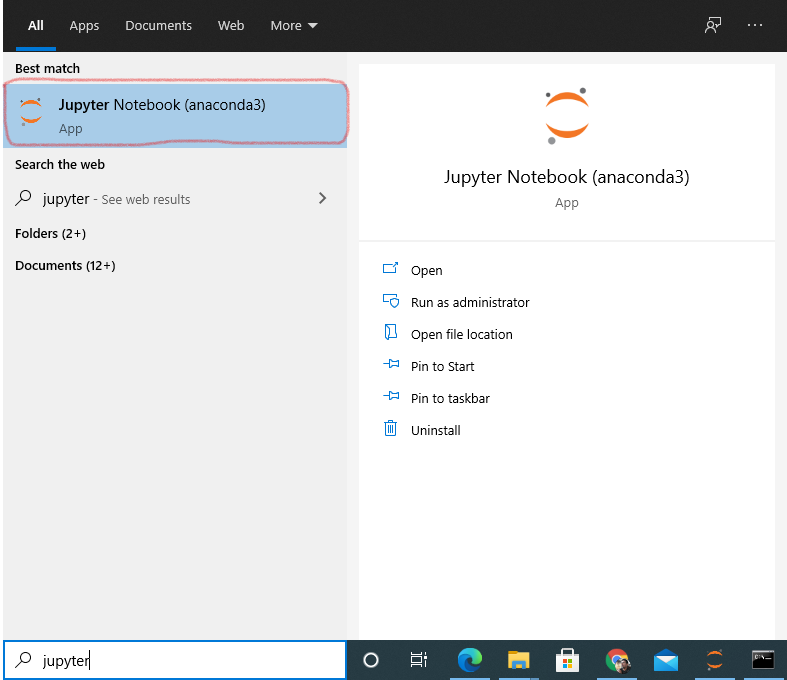 All Apps Documents Web More
Best match
Jupyter Notebook (anaconda3)
App
Search the web
jupyter - See web results
Folders (2+)
Documents (12+)
Jupyter Notebook (anaconda3)
App
Open
Run as administrator
Open file location
Pin to Start
Pin to taskbar
Uninstall
jupyter